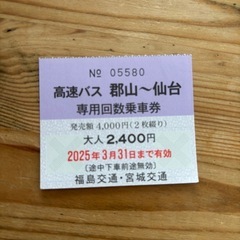 № 05580
高速バス 郡山～仙台
専用回数乗車券
発売額 4,000円(2枚綴り)
大人 2,400円
2025年3月31日まで有効
〔途中下車前途無効〕
福島交通・宮城交通